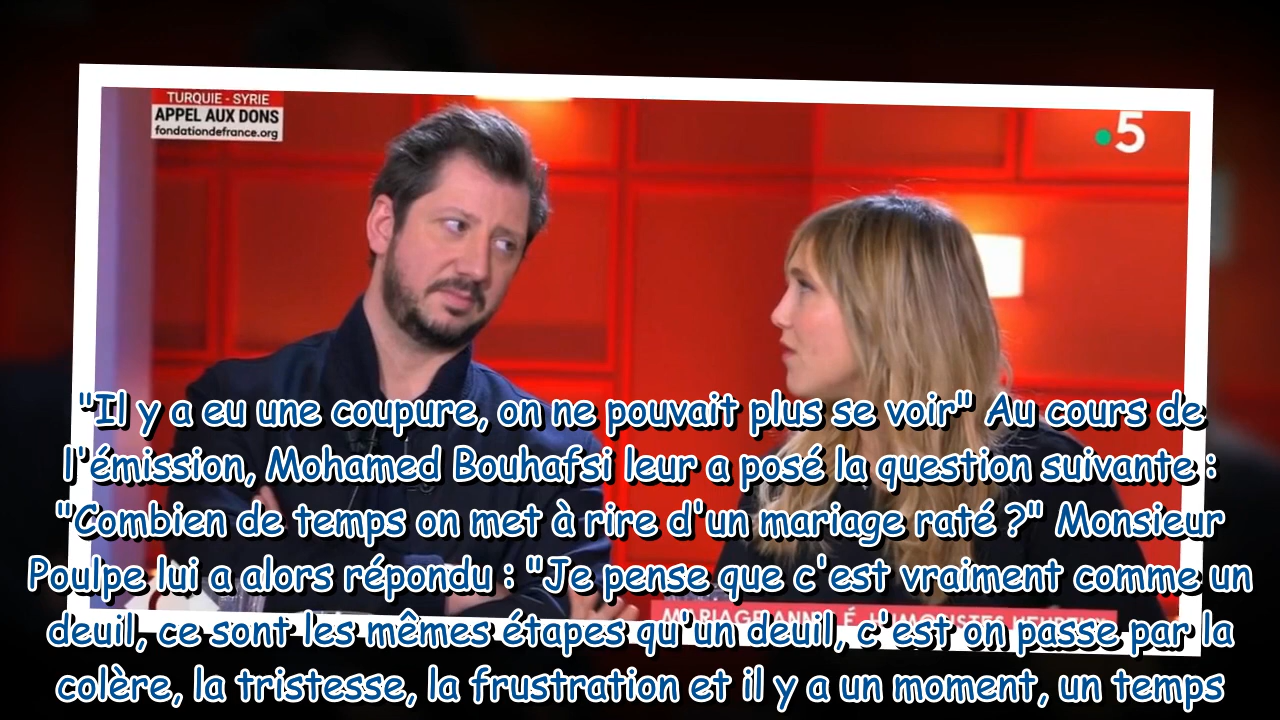 TURQUIE - SYRIE
APPEL AUX DONS
fondationdefrance.org
5
"Il y a eu une coupure, on ne pouvait plus se voir" Au cours de
l'émission, Mohamed Bouhafsi leur a posé la question suivante :
"Combien de temps on met à rire d'un mariage raté ?" Monsieur
Poulpe lui a alors répondu : "Je pense que c'est vraiment comme un
deuil, ce sont les mêmes étapes qu'un deuil, c'est on passe par la
colère, la tristesse, la frustration et il y a un moment, un temps